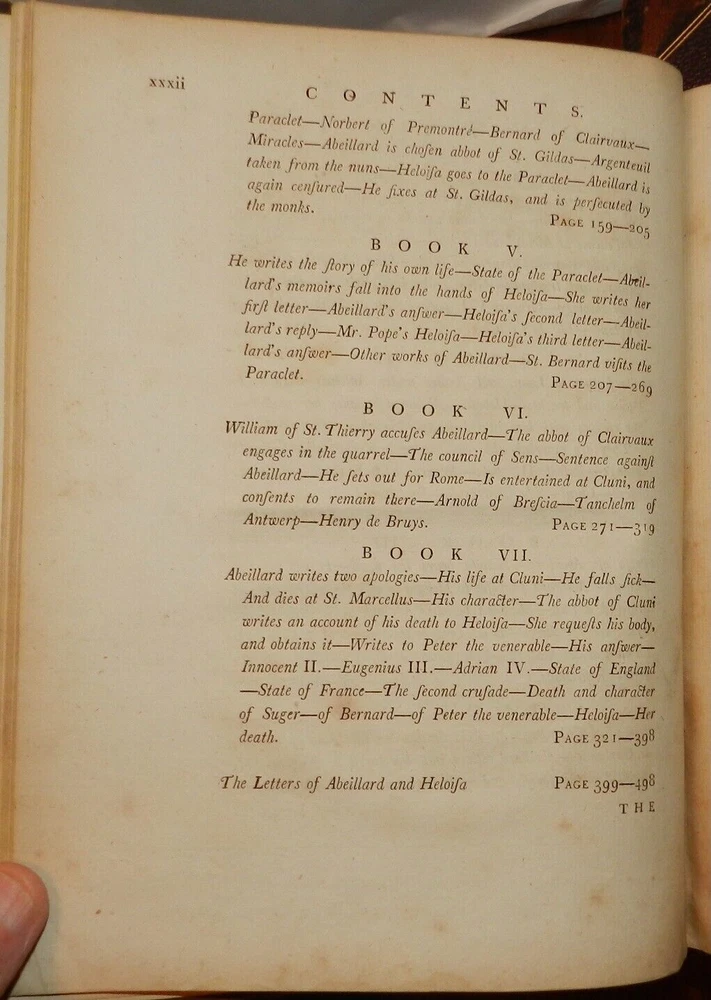 xxxii
CONTENTS.
Paraclet—Norbert of Premontré—Bernard of Clairvaux—
Miracles—Abeillard is choſen abbot of St. Gildas—Argenteuil
taken from the nuns—Heloiſa goes to the Paraclet—Abeillard is
again cenſured—He fixes at St. Gildas, and is perſecuted by
the monks. PAGE 159—205
BOOK V.
He writes the ſtory of his own life—State of the Paraclet—Abeil-
lard's memoirs fall into the hands of Heloiſa—She writes her
firſt letter—Abeillard's anſwer—Heloiſa's ſecond letter—Abeil-
lard's reply—Mr. Pope's Heloiſa—Heloiſa's third letter—Abeil-
lard's anſwer—Other works of Abeillard—St. Bernard viſits the
Paraclet. PAGE 207—269
BOOK VI.
William of St. Thierry accuſes Abeillard—The abbot of Clairvaux
engages in the quarrel—The council of Sens—Sentence againſt
Abeillard—He ſets out for Rome—Is entertained at Cluni, and
conſents to remain there—Arnold of Breſcia—Tanchelm of
Antwerp—Henry de Bruys. PAGE 271—319
BOOK VII.
Abeillard writes two apologies—His life at Cluni—He falls ſick—
And dies at St. Marcellus—His character—The abbot of Cluni
writes an account of his death to Heloiſa—She requeſts his body,
and obtains it—Writes to Peter the venerable—His anſwer—
Innocent II.—Eugenius III.—Adrian IV.—State of England
—State of France—The ſecond cruſade—Death and character
of Suger—of Bernard—of Peter the venerable—Heloiſa—Her
death. PAGE 321—398
The Letters of Abeillard and Heloiſa PAGE 399—498
THE